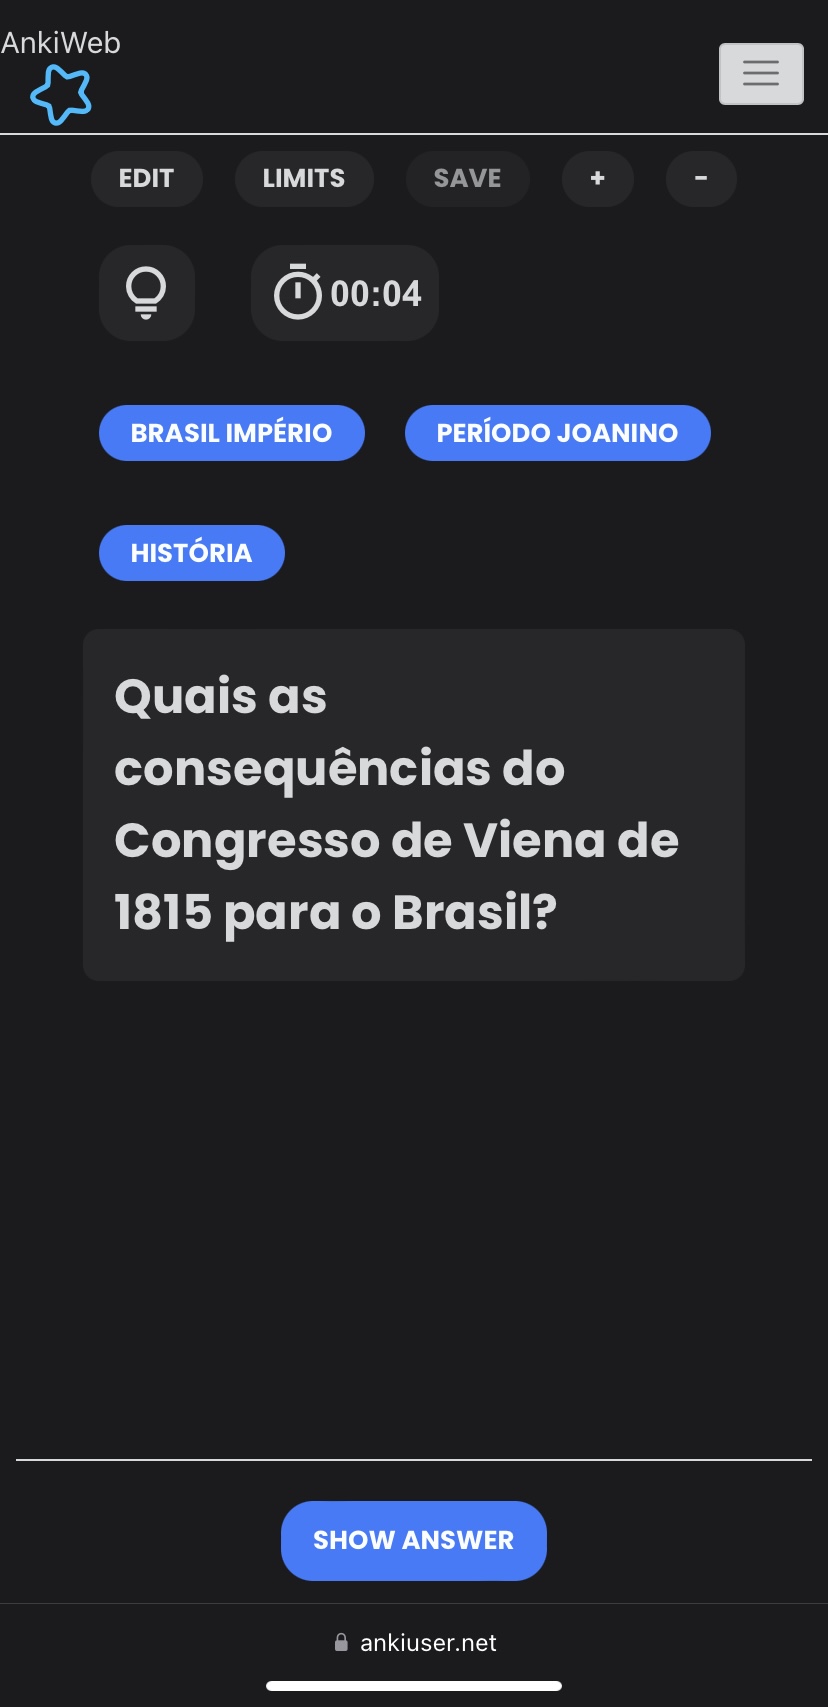 AnkiWeb
EDIT LIMITS SAVE + -
00:04
BRASIL IMPÉRIO PERÍODO JOANINO
HISTÓRIA
Quais as
consequências do
Congresso de Viena de
1815 para o Brasil?
SHOW ANSWER
ankiuser.net